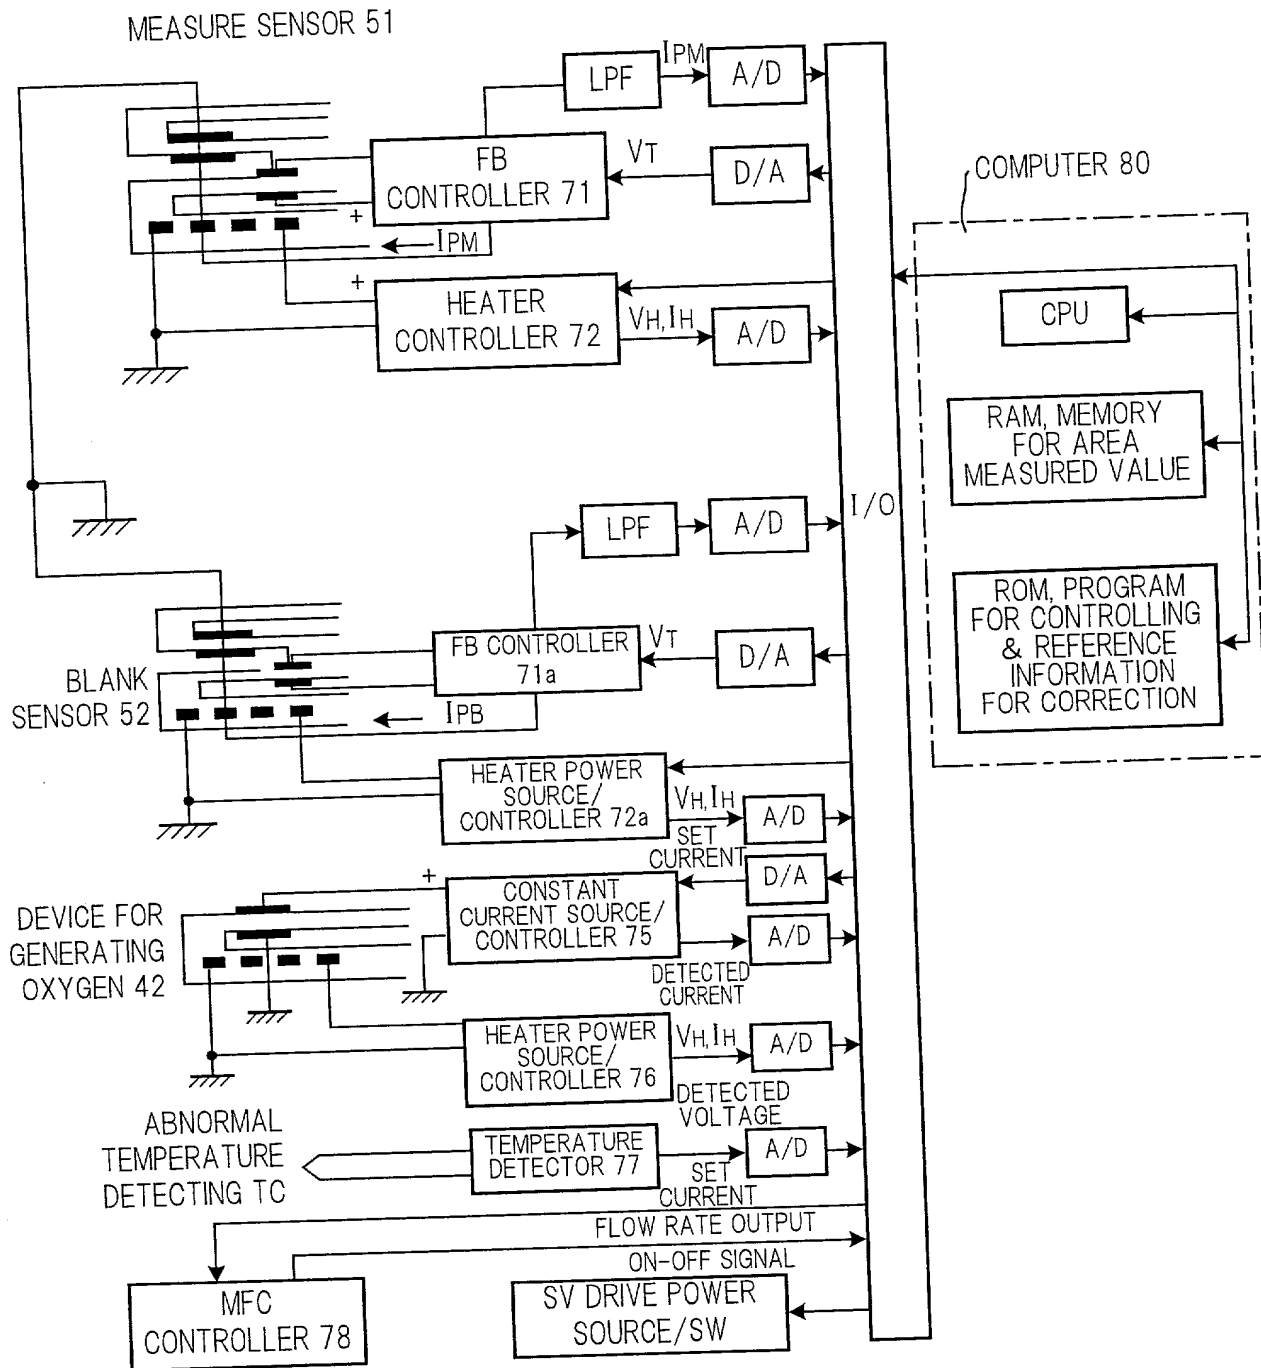 MEASURE SENSOR 51
LPF
IPM
A/D
FB
CONTROLLER 71
VT
D/A
+
IPM
COMPUTER 80
+
HEATER
CONTROLLER 72
VH,IH
A/D
CPU
RAM, MEMORY
FOR AREA
MEASURED VALUE
I/O
LPF
A/D
ROM, PROGRAM
FOR CONTROLLING
& REFERENCE
INFORMATION
FOR CORRECTION
BLANK
SENSOR 52
FB CONTROLLER
71a
VT
D/A
IPB
HEATER POWER
SOURCE/
CONTROLLER 72a
VH,IH
A/D
SET
CURRENT
D/A
+
DEVICE FOR
GENERATING
OXYGEN 42
CONSTANT
CURRENT SOURCE/
CONTROLLER 75
A/D
DETECTED
CURRENT
HEATER POWER
SOURCE/
CONTROLLER 76
VH,IH
A/D
DETECTED
VOLTAGE
ABNORMAL
TEMPERATURE
DETECTING TC
TEMPERATURE
DETECTOR 77
A/D
SET
CURRENT
FLOW RATE OUTPUT
ON-OFF SIGNAL
MFC
CONTROLLER 78
SV DRIVE POWER
SOURCE/SW